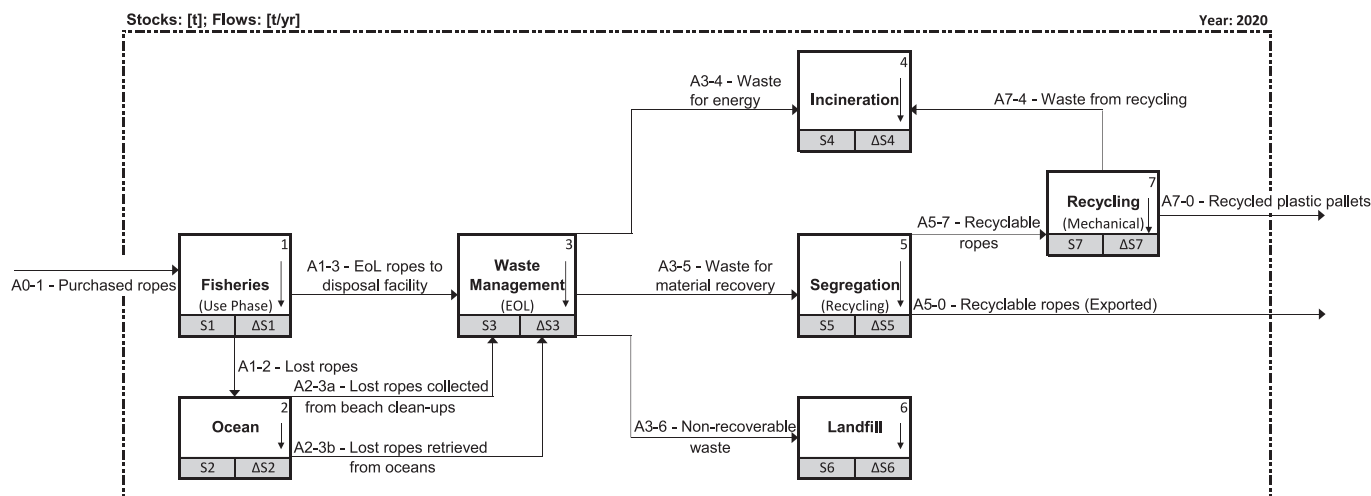 Stocks: [t]; Flows: [t/yr]
Year: 2020
4
Incineration
S4 ΔS4
A3-4 - Waste
for energy
A7-4 - Waste from recycling
7
Recycling
(Mechanical)
S7 ΔS7
A7-0 - Recycled plastic pallets
A5-7 - Recyclable
ropes
A0-1 - Purchased ropes
1
Fisheries
(Use Phase)
S1 ΔS1
A1-3 - EoL ropes to
disposal facility
3
Waste
Management
(EOL)
S3 ΔS3
A3-5 - Waste for
material recovery
5
Segregation
(Recycling)
S5 ΔS5
A5-0 - Recyclable ropes (Exported)
A1-2 - Lost ropes
A2-3a - Lost ropes collected
from beach clean-ups
2
Ocean
S2 ΔS2
A2-3b - Lost ropes retrieved
from oceans
A3-6 - Non-recoverable
waste
6
Landfill
S6 ΔS6